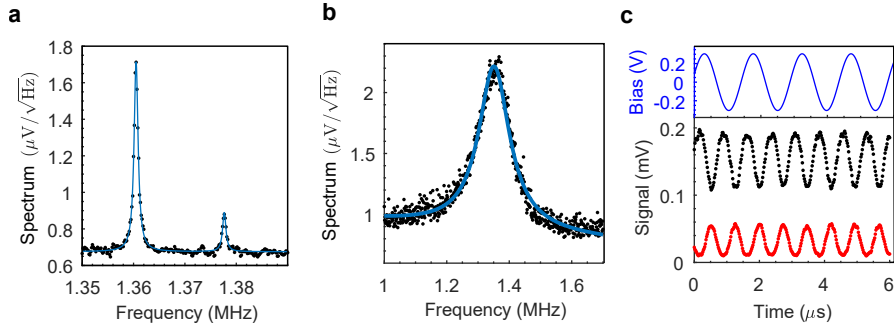 a
1.8
1.6
1.4
1.2
1
0.8
0.6
1.35
1.36
1.37
1.38
Frequency (MHz)
Spectrum (μV/√Hz)
b
2
1.5
1
1
1.2
1.4
1.6
Frequency (MHz)
Spectrum (μV/√Hz)
c
0.2
0
-0.2
Bias (V)
0.2
0.1
0
Signal (mV)
0
2
4
6
Time (μs)